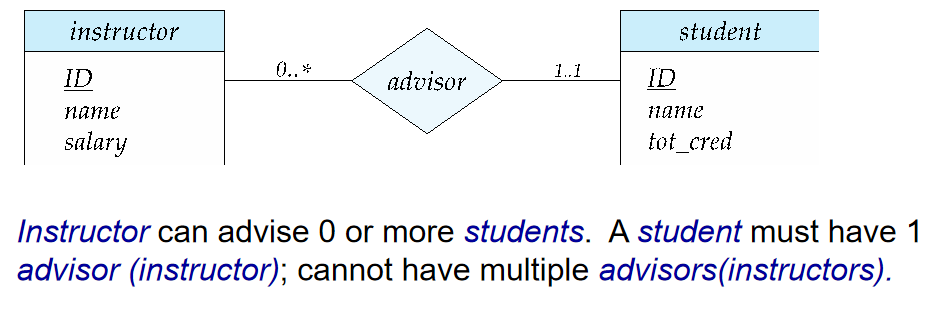 instructor
ID
name
salary
0..*
advisor
1..1
student
ID
name
tot_cred
Instructor can advise 0 or more students. A student must have 1
advisor (instructor); cannot have multiple advisors(instructors).